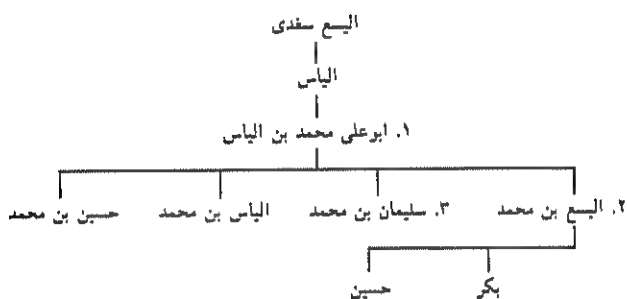 الیسع سغدی
الیاس
۱. ابوعلی محمد بن الیاس
۲. الیسع بن محمد ۳. سلیمان بن محمد الیاس بن محمد حسین بن محمد
بکر حسین